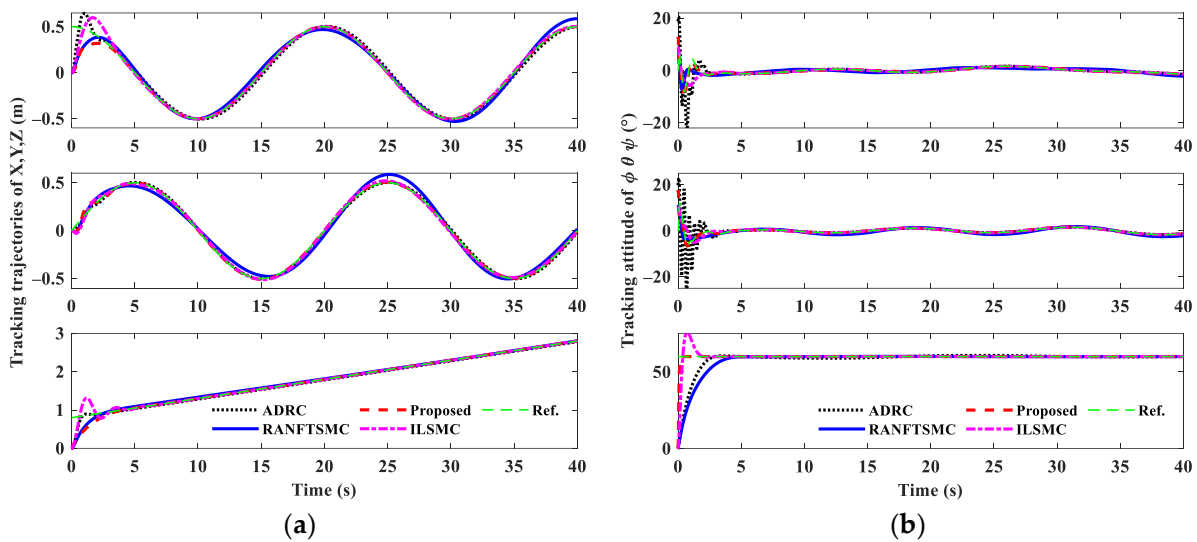 Tracking trajectories of X,Y,Z (m)
0.5
0
−0.5
0 5 10 15 20 25 30 35 40
0.5
0
−0.5
0 5 10 15 20 25 30 35 40
3
2
1
0
ADRC Proposed Ref.
RANFTSMC ILSMC
0 5 10 15 20 25 30 35 40
Time (s)
(a)
Tracking attitude of ϕ θ ψ (°)
20
0
−20
0 5 10 15 20 25 30 35 40
20
0
−20
0 5 10 15 20 25 30 35 40
50
0
ADRC Proposed Ref.
RANFTSMC ILSMC
0 5 10 15 20 25 30 35 40
Time (s)
(b)